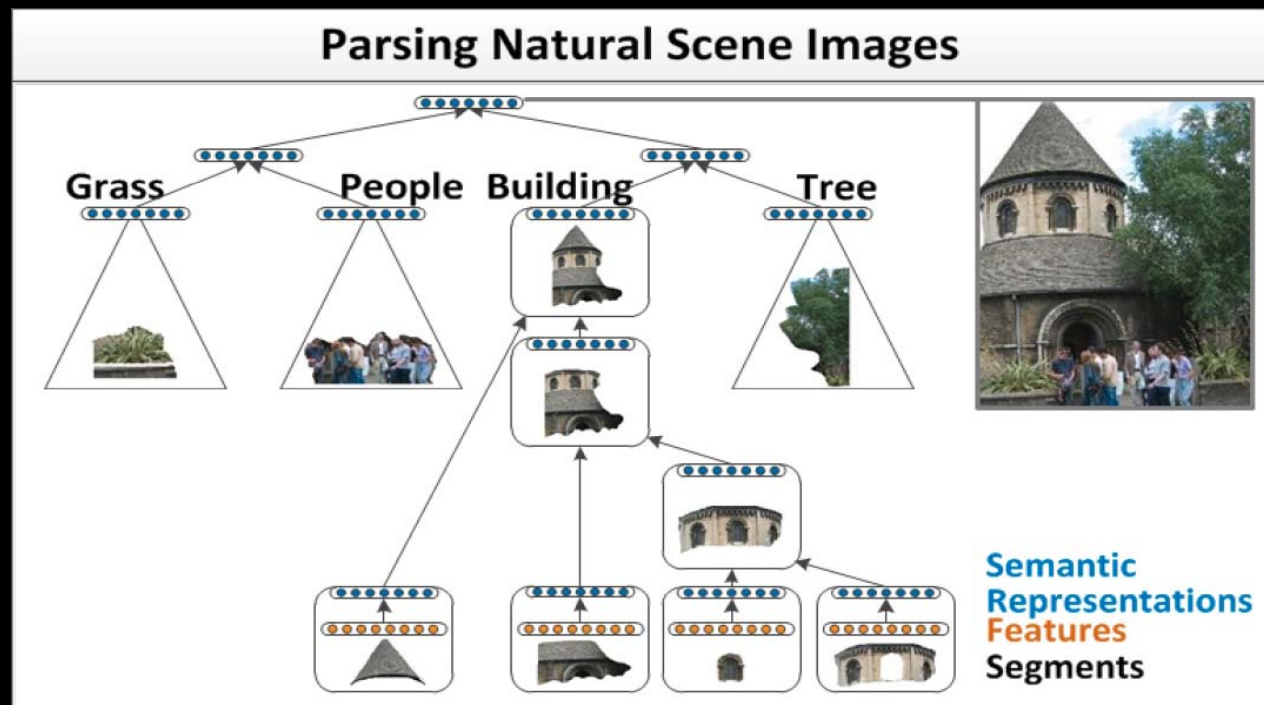 Parsing Natural Scene Images
Grass People Building Tree
Semantic
Representations
Features
Segments